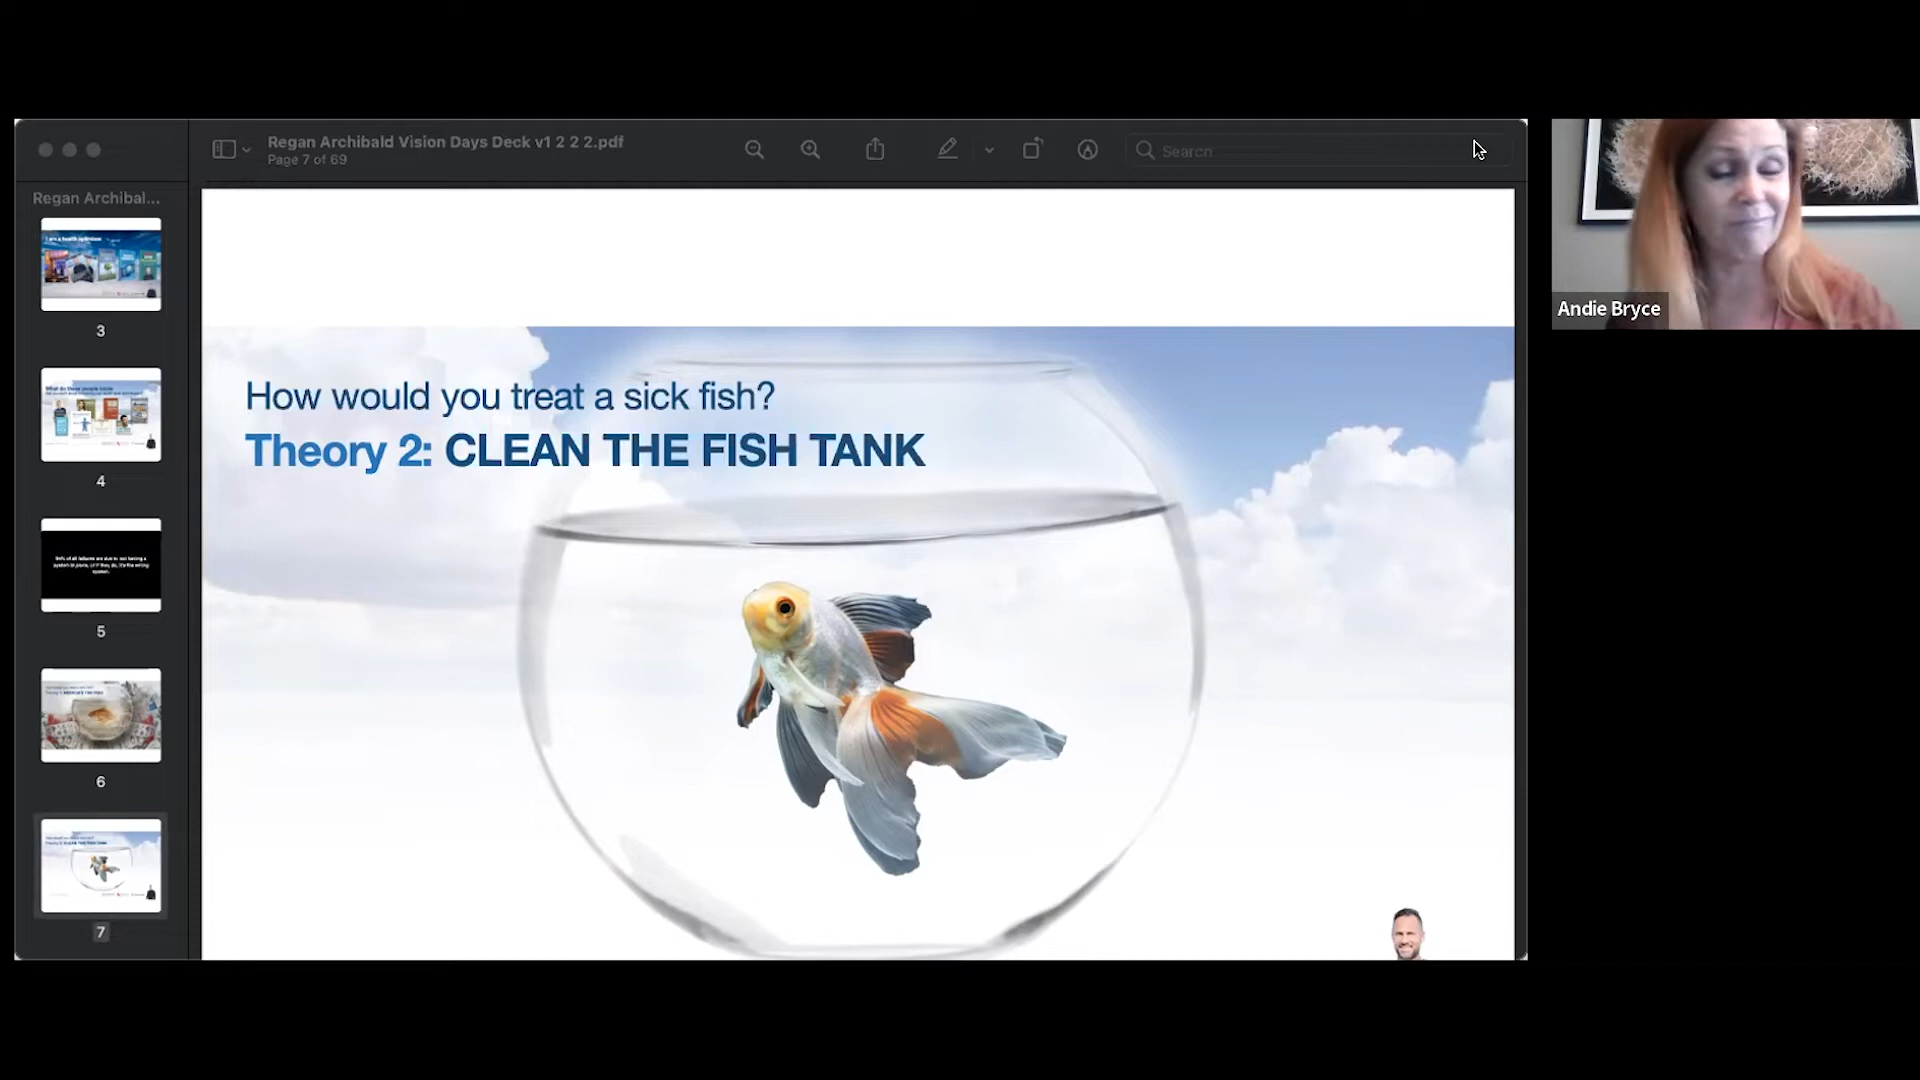 Regan Archibald Vision Days Deck v1 2 2 2.pdf
Page 7 of 69
Search
Regan Archibal...
3
4
5
6
7
How would you treat a sick fish?
Theory 2: CLEAN THE FISH TANK
Andie Bryce